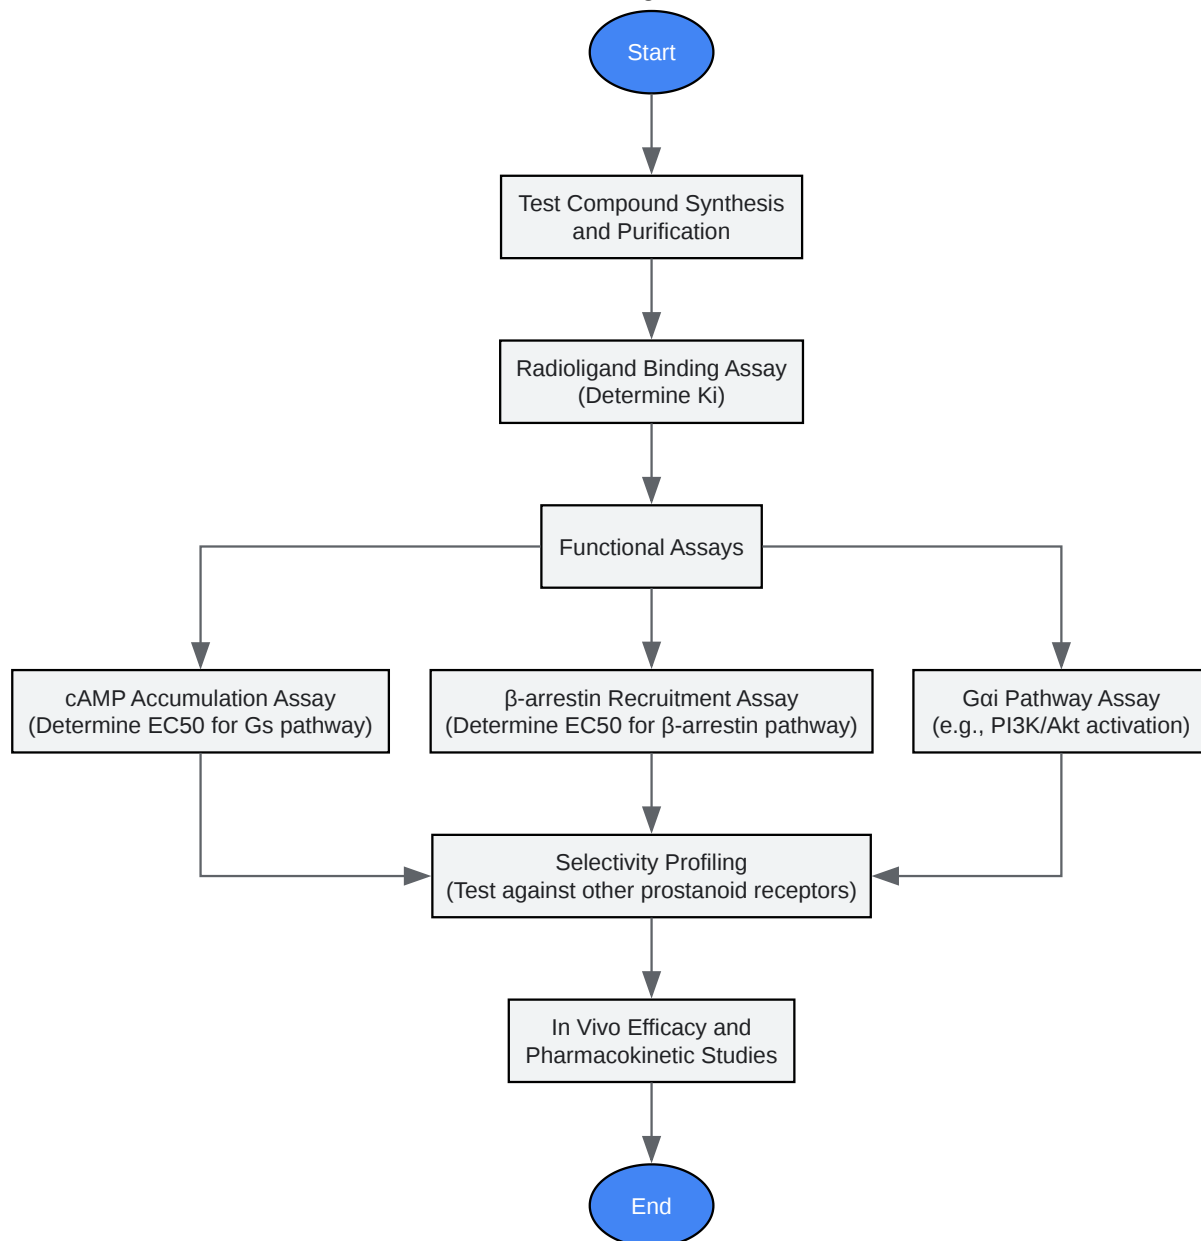 Start
Test Compound Synthesis
and Purification
Radioligand Binding Assay
(Determine Ki)
Functional Assays
cAMP Accumulation Assay
(Determine EC50 for Gs pathway)
β-arrestin Recruitment Assay
(Determine EC50 for β-arrestin pathway)
Gαi Pathway Assay
(e.g., PI3K/Akt activation)
Selectivity Profiling
(Test against other prostanoid receptors)
In Vivo Efficacy and
Pharmacokinetic Studies
End